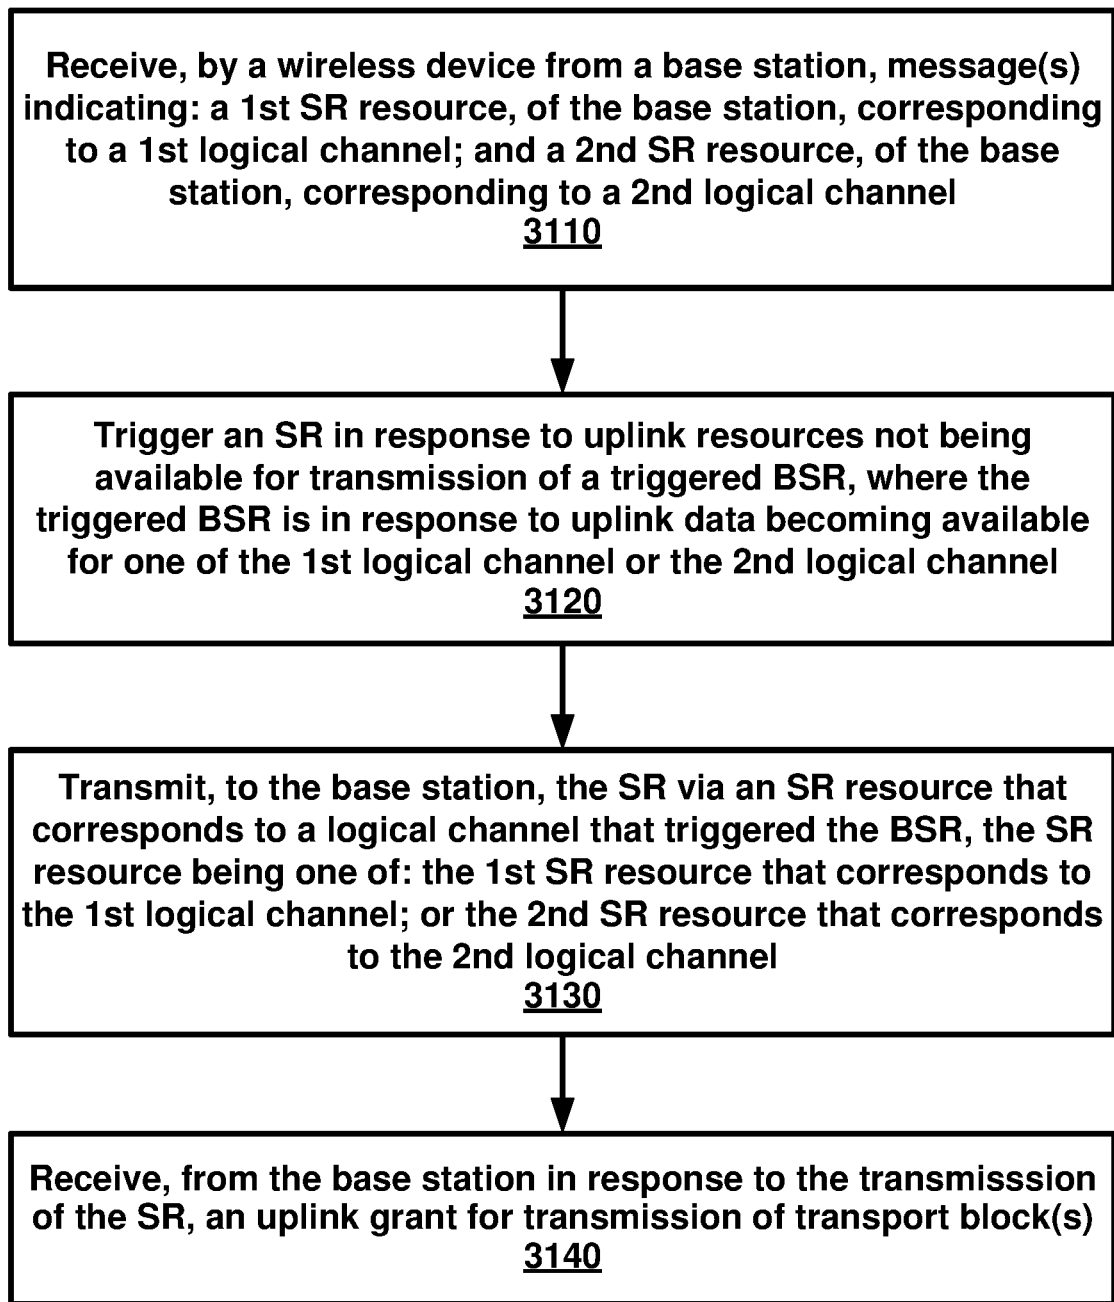 Receive, by a wireless device from a base station, message(s)
indicating: a 1st SR resource, of the base station, corresponding
to a 1st logical channel; and a 2nd SR resource, of the base
station, corresponding to a 2nd logical channel
3110
Trigger an SR in response to uplink resources not being
available for transmission of a triggered BSR, where the
triggered BSR is in response to uplink data becoming available
for one of the 1st logical channel or the 2nd logical channel
3120
Transmit, to the base station, the SR via an SR resource that
corresponds to a logical channel that triggered the BSR, the SR
resource being one of: the 1st SR resource that corresponds to
the 1st logical channel; or the 2nd SR resource that corresponds
to the 2nd logical channel
3130
Receive, from the base station in response to the transmisssion
of the SR, an uplink grant for transmission of transport block(s)
3140